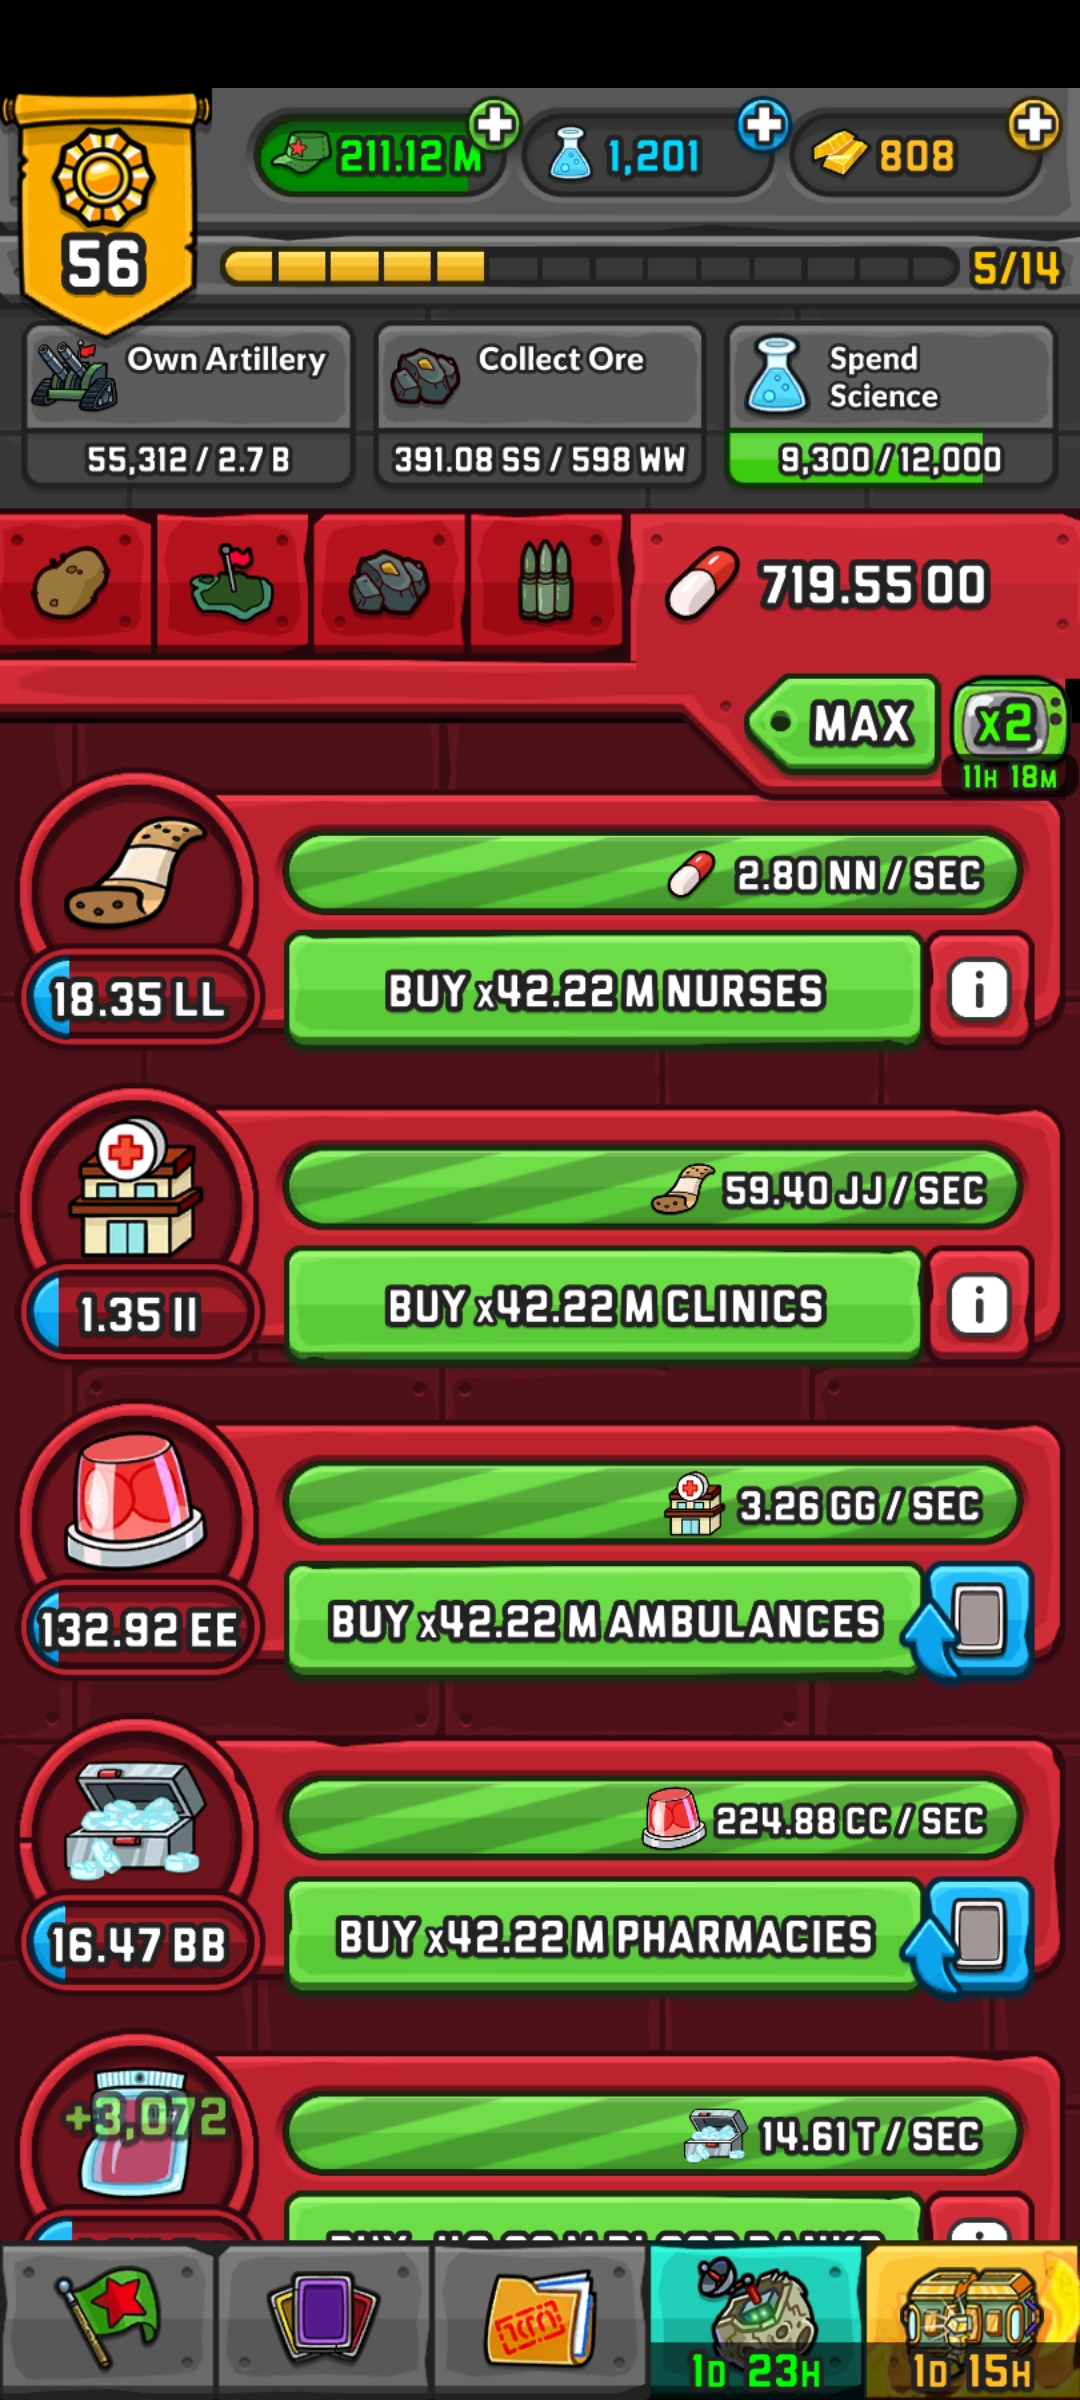 211.12 M
1,201
808
56
5/14
Own Artillery
55,312 / 2.7 B
Collect Ore
391.08 SS / 598 WW
Spend
Science
9,300 / 12,000
719.55 OO
MAX
x2
11H 18M
2.80 NN / SEC
18.35 LL
BUY x42.22 M NURSES
i
59.40 JJ / SEC
1.35 II
BUY x42.22 M CLINICS
i
3.26 GG / SEC
132.92 EE
BUY x42.22 M AMBULANCES
224.88 CC / SEC
16.47 BB
BUY x42.22 M PHARMACIES
+3,072
14.61 T / SEC
1D 23H
1D 15H